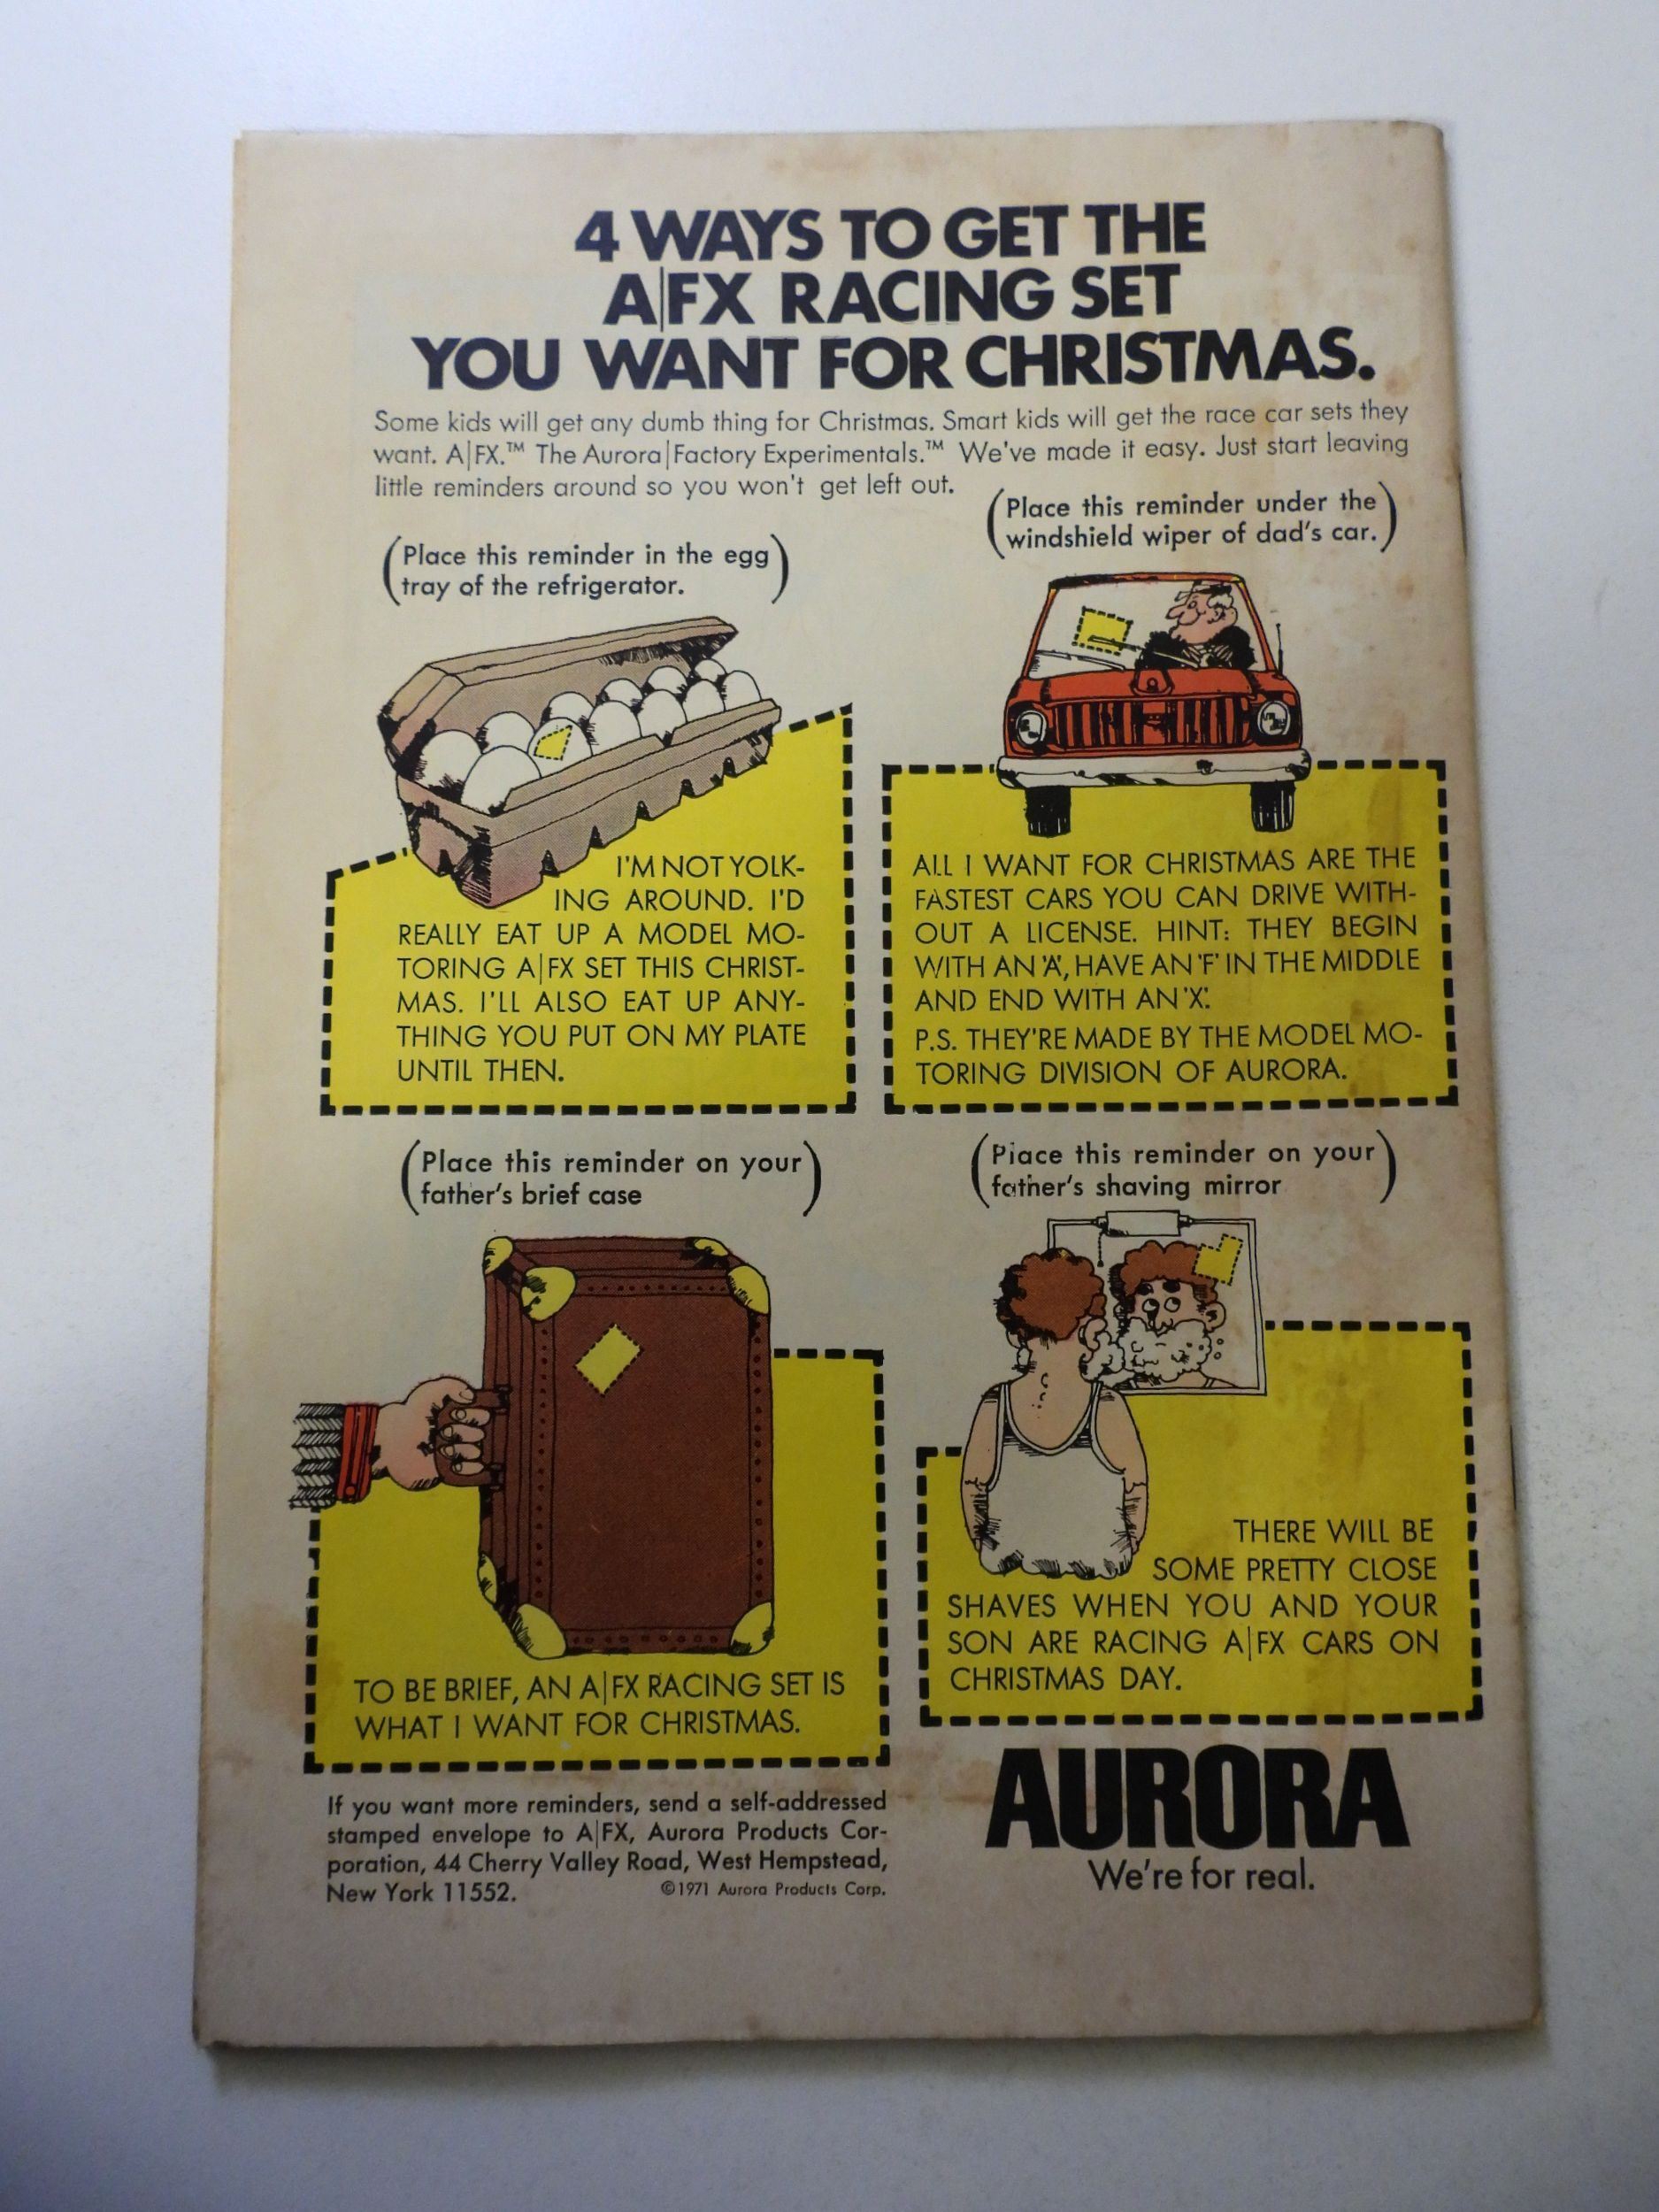 4 WAYS TO GET THE
A|FX RACING SET
YOU WANT FOR CHRISTMAS.
Some kids will get any dumb thing for Christmas. Smart kids will get the race car sets they
want. A|FX.™ The Aurora|Factory Experimentals.™ We've made it easy. Just start leaving
little reminders around so you won't get left out.
(Place this reminder in the egg
tray of the refrigerator.)
(Place this reminder under the
windshield wiper of dad's car.)
I'M NOT YOLK-
ING AROUND. I'D
REALLY EAT UP A MODEL MO-
TORING A|FX SET THIS CHRIST-
MAS. I'LL ALSO EAT UP ANY-
THING YOU PUT ON MY PLATE
UNTIL THEN.
ALL I WANT FOR CHRISTMAS ARE THE
FASTEST CARS YOU CAN DRIVE WITH-
OUT A LICENSE. HINT: THEY BEGIN
WITH AN 'A', HAVE AN 'F' IN THE MIDDLE
AND END WITH AN 'X'.
P.S. THEY'RE MADE BY THE MODEL MO-
TORING DIVISION OF AURORA.
(Place this reminder on your
father's brief case)
(Place this reminder on your
father's shaving mirror)
TO BE BRIEF, AN A|FX RACING SET IS
WHAT I WANT FOR CHRISTMAS.
THERE WILL BE
SOME PRETTY CLOSE
SHAVES WHEN YOU AND YOUR
SON ARE RACING A|FX CARS ON
CHRISTMAS DAY.
If you want more reminders, send a self-addressed
stamped envelope to A|FX, Aurora Products Cor-
poration, 44 Cherry Valley Road, West Hempstead,
New York 11552. ©1971 Aurora Products Corp.
AURORA
We're for real.